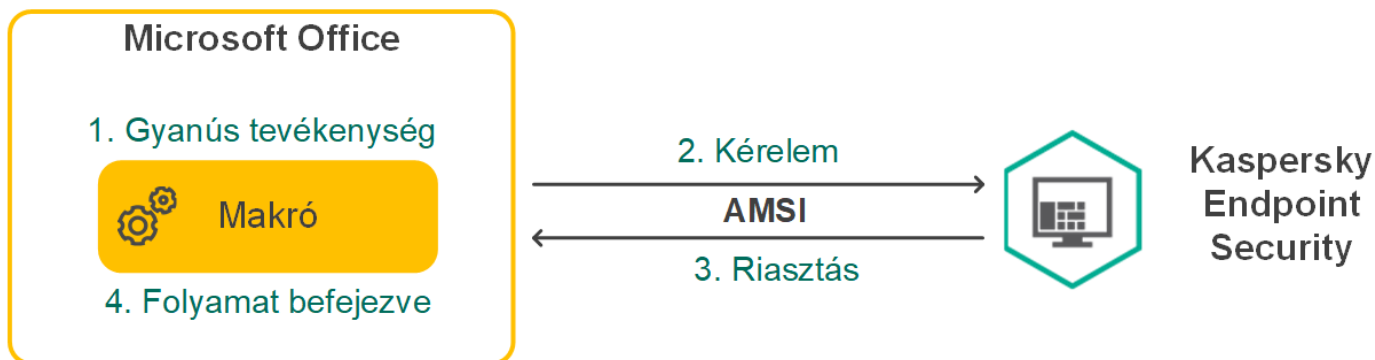 Microsoft Office
1. Gyanús tevékenység
Makró
4. Folyamat befejezve
2. Kérelem
AMSI
3. Riasztás
Kaspersky
Endpoint
Security